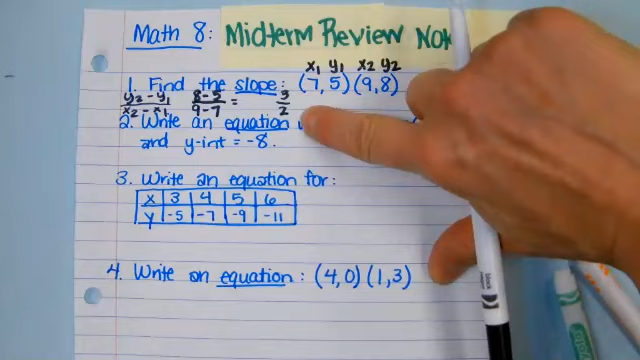 Math 8: Midterm Review
x₁ y₁ x₂ y₂
1. Find the slope: (7,5)(9,8)
y₂-y₁/x₂-x₁ 8-5/9-7 = 3/2
2. Write an equation
and y-int = -8.
3. Write an equation for:
x 3 4 5 6
y -5 -7 -9 -11
4. Write an equation: (4,0)(1,3)